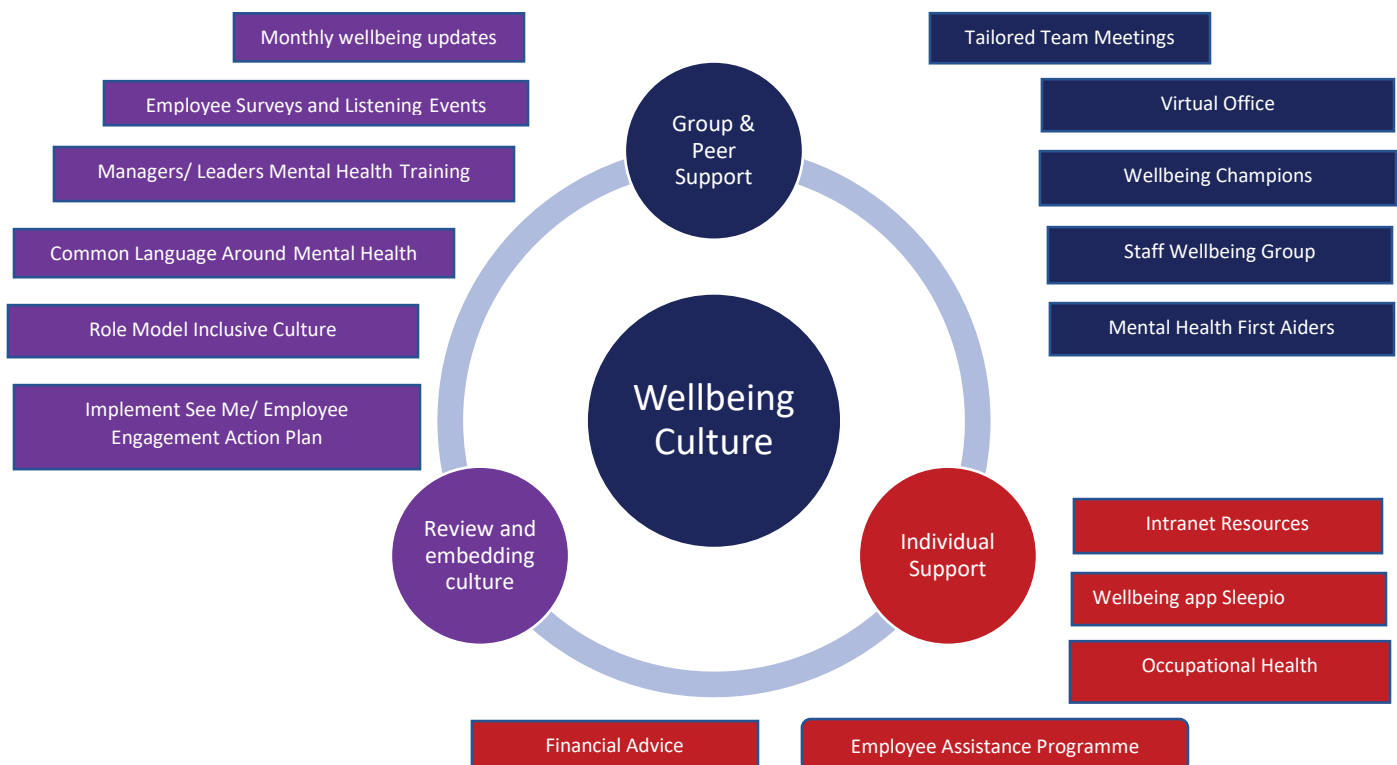 Monthly wellbeing updates
Employee Surveys and Listening Events
Managers/ Leaders Mental Health Training
Common Language Around Mental Health
Role Model Inclusive Culture
Implement See Me/ Employee
Engagement Action Plan
Group &
Peer
Support
Tailored Team Meetings
Virtual Office
Wellbeing Champions
Staff Wellbeing Group
Mental Health First Aiders
Wellbeing
Culture
Review and
embedding
culture
Individual
Support
Intranet Resources
Wellbeing app Sleepio
Occupational Health
Financial Advice
Employee Assistance Programme